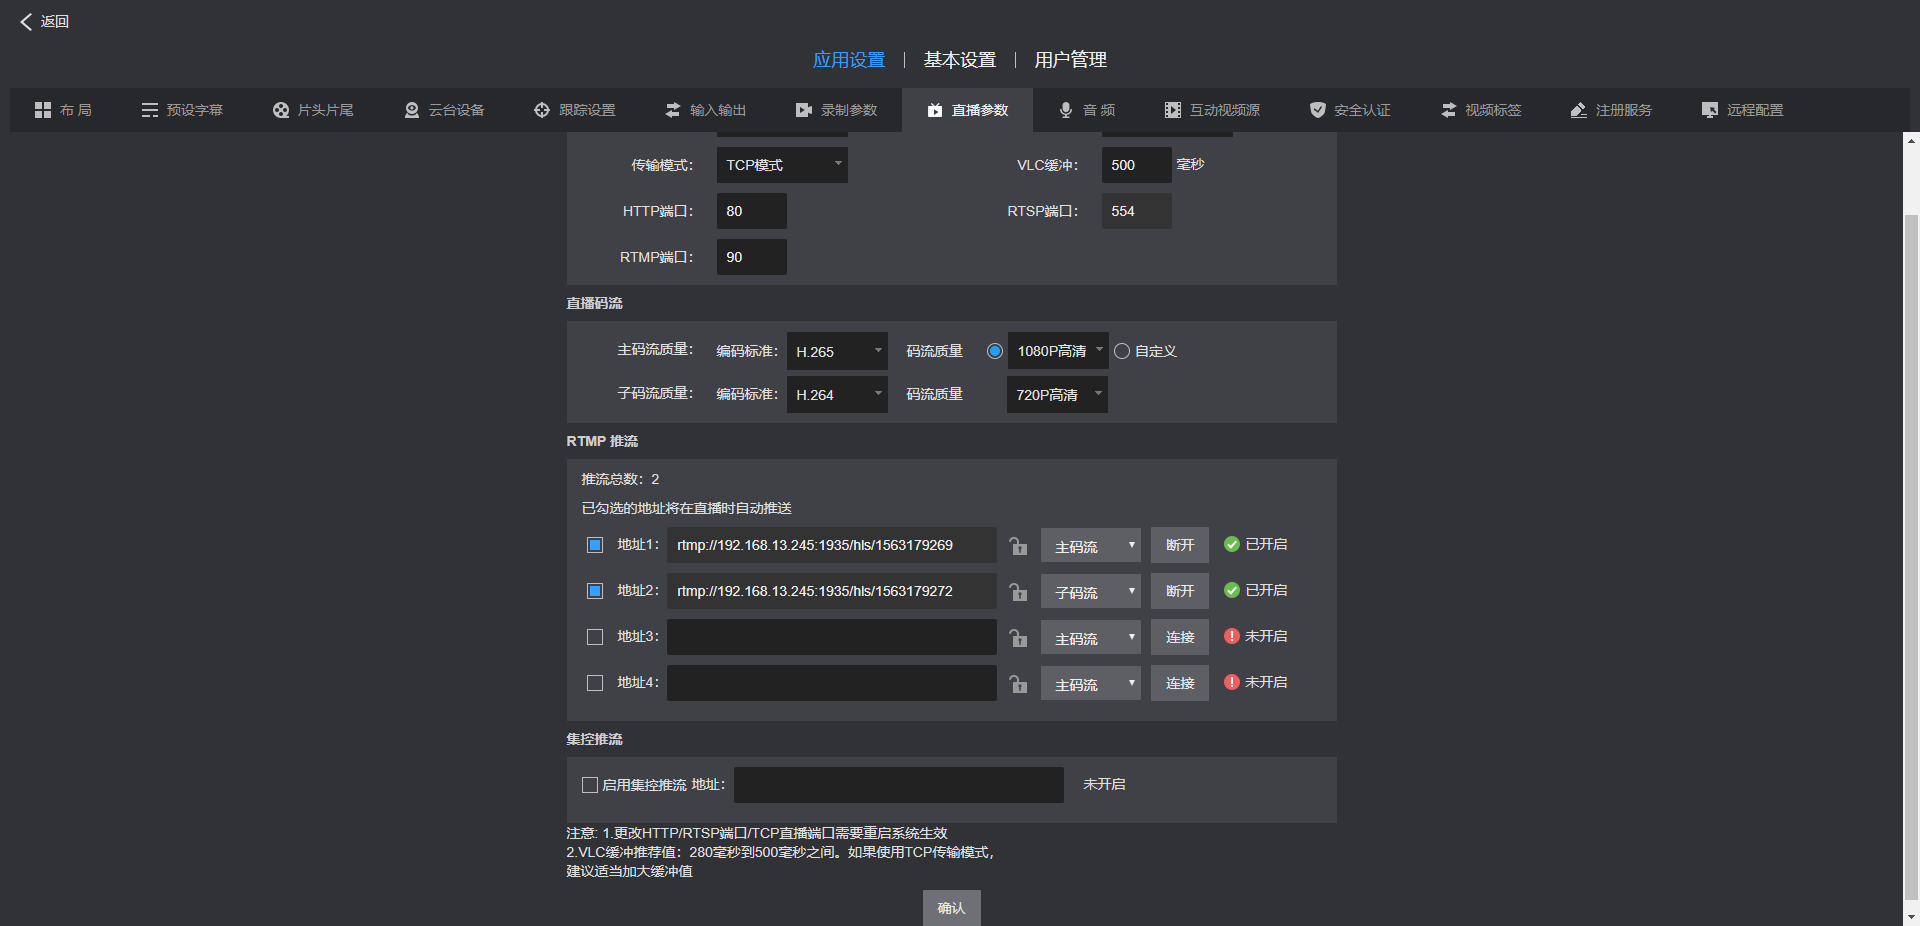 返回
应用设置 | 基本设置 | 用户管理
布局 预设字幕 片头片尾 云台设备 跟踪设置 输入输出 录制参数 直播参数 音频 互动视频源 安全认证 视频标签 注册服务 远程配置
传输模式： TCP模式 VLC缓冲： 500 毫秒
HTTP端口： 80 RTSP端口： 554
RTMP端口： 90
直播码流
主码流质量： 编码标准： H.265 码流质量 1080P高清 自定义
子码流质量： 编码标准： H.264 码流质量 720P高清
RTMP 推流
推流总数：2
已勾选的地址将在直播时自动推送
地址1： rtmp://192.168.13.245:1935/hls/1563179269 主码流 断开 已开启
地址2： rtmp://192.168.13.245:1935/hls/1563179272 子码流 断开 已开启
地址3： 主码流 连接 未开启
地址4： 主码流 连接 未开启
集控推流
启用集控推流 地址： 未开启
注意: 1.更改HTTP/RTSP端口/TCP直播端口需要重启系统生效
2.VLC缓冲推荐值：280毫秒到500毫秒之间。如果使用TCP传输模式，
建议适当加大缓冲值
确认